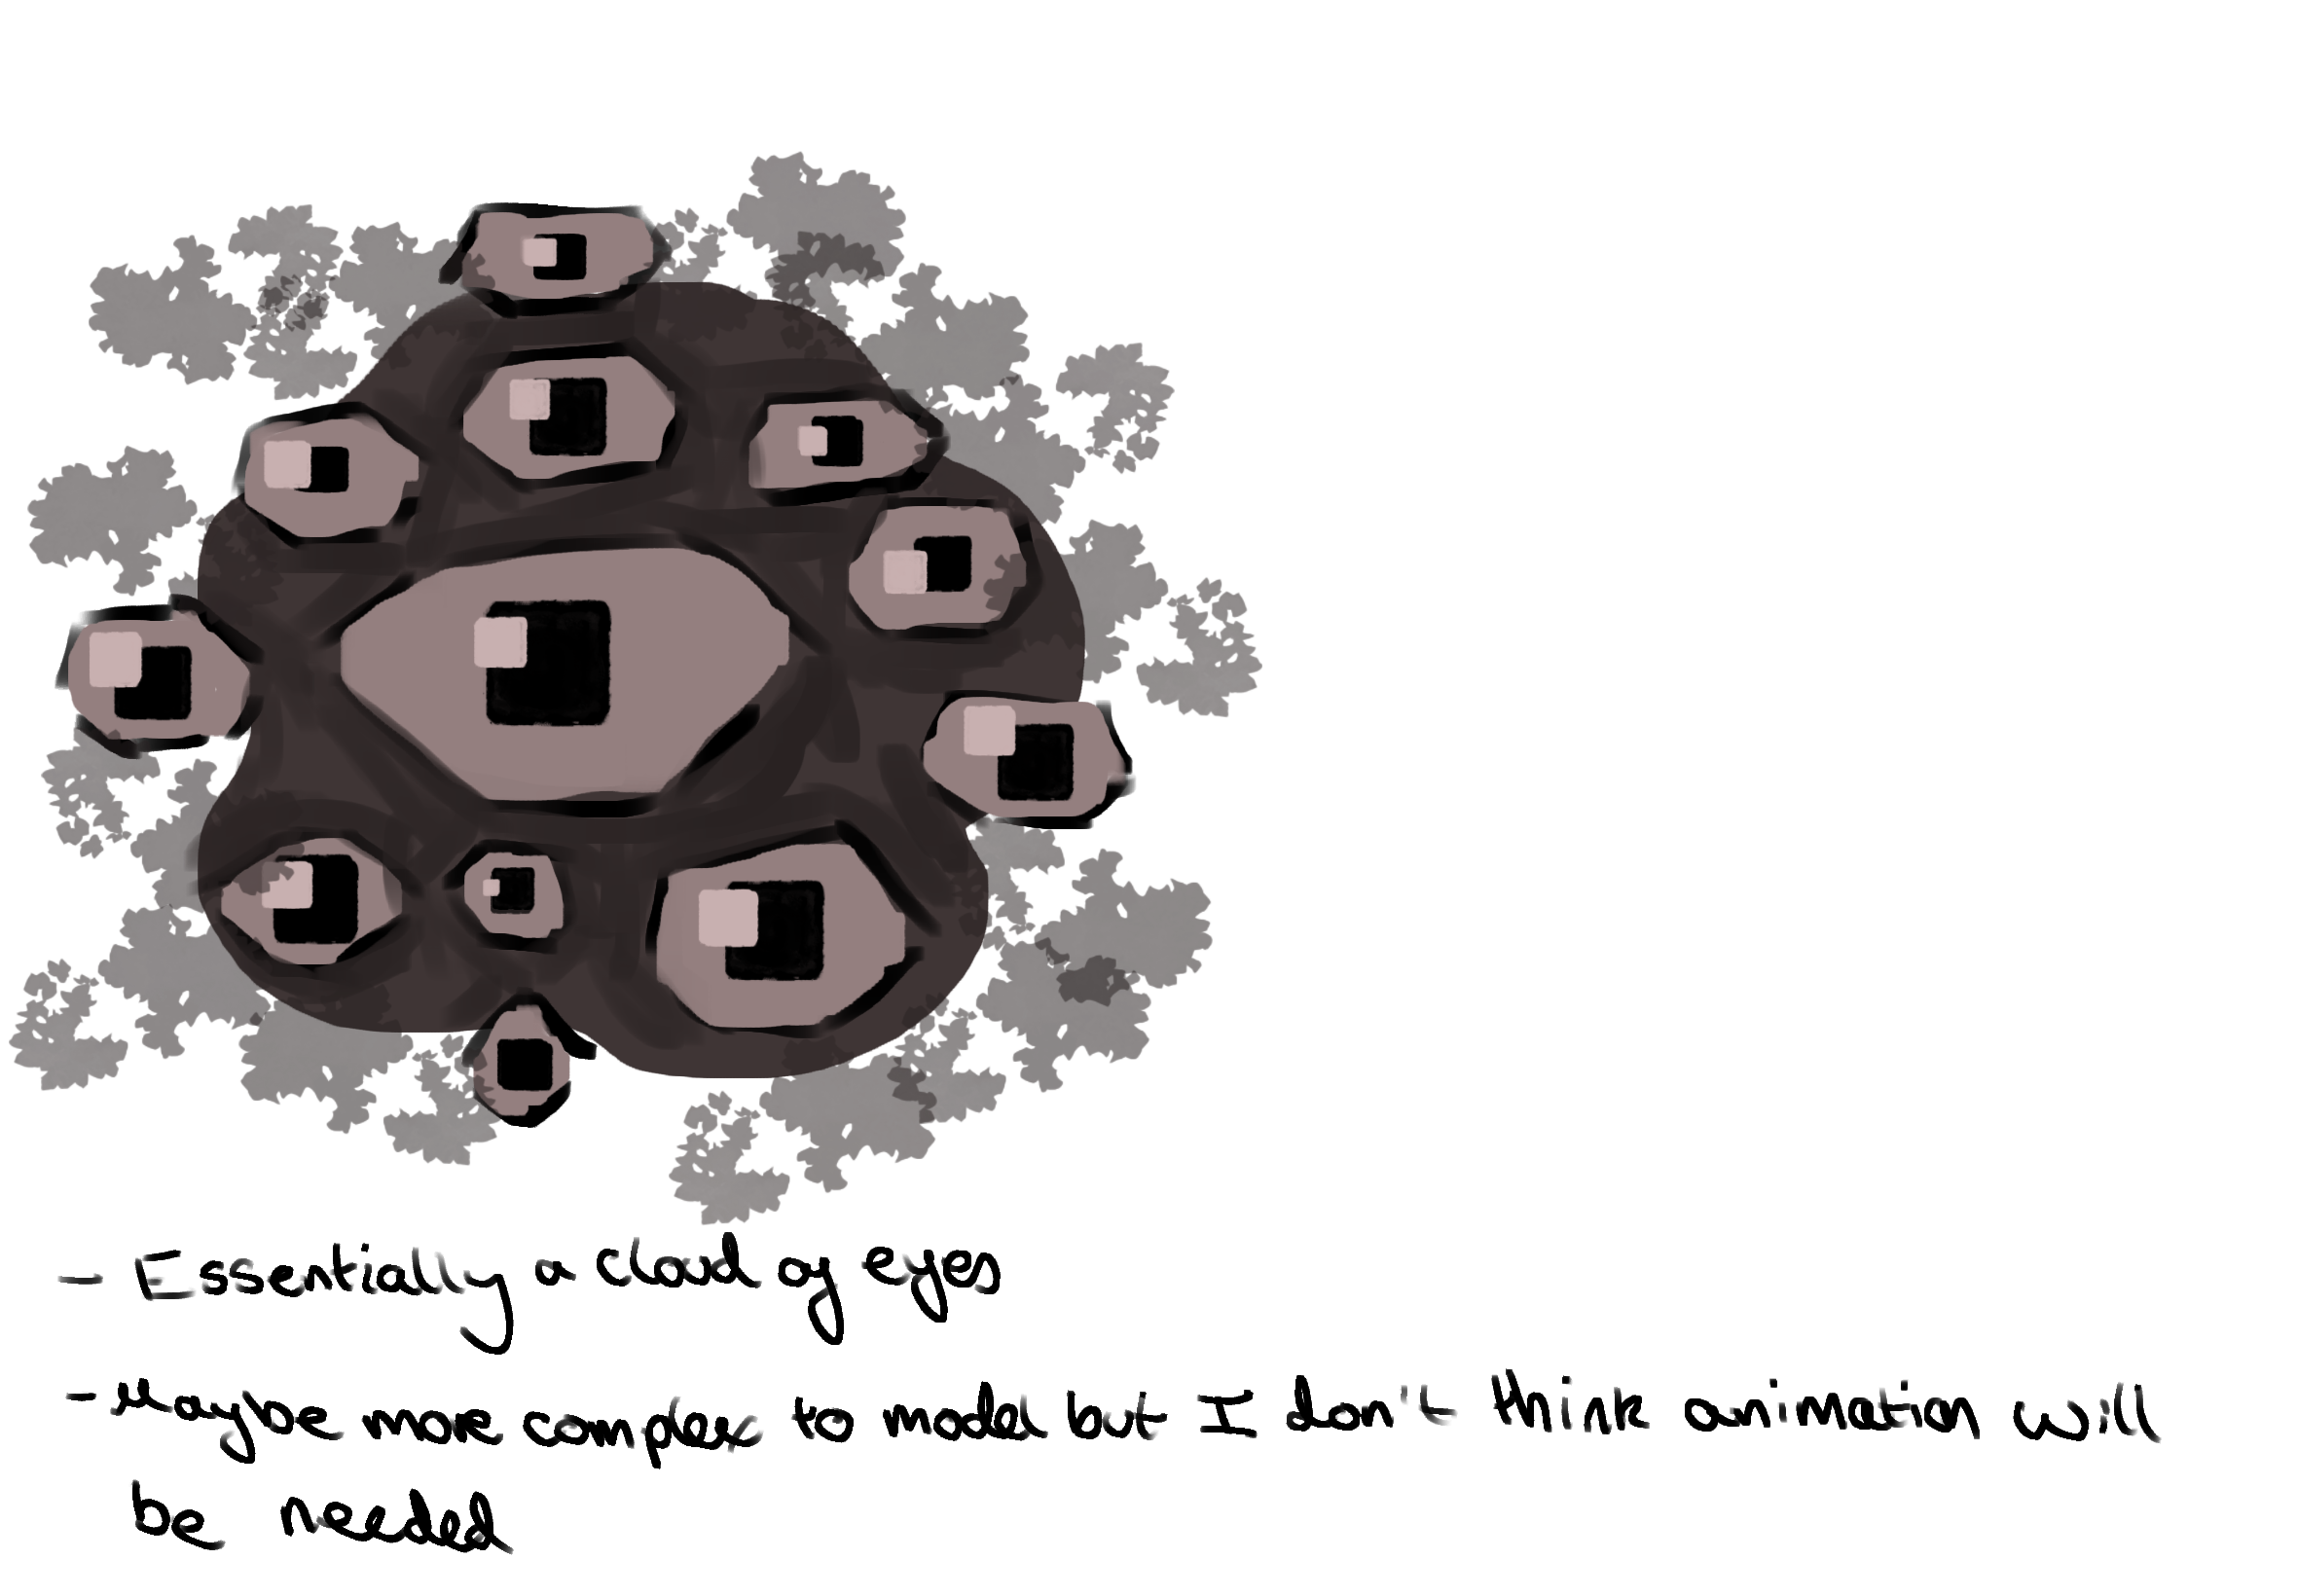 - Essentially a cloud of eyes
- Maybe more complex to model but I don't think animation will
be needed